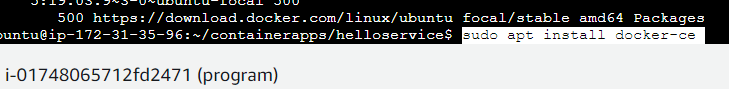 500 https://download.docker.com/linux/ubuntu focal/stable amd64 Packages
buntu@ip-172-31-35-96:~/containerapps/helloservice$ sudo apt install docker-ce
i-01748065712fd2471 (program)